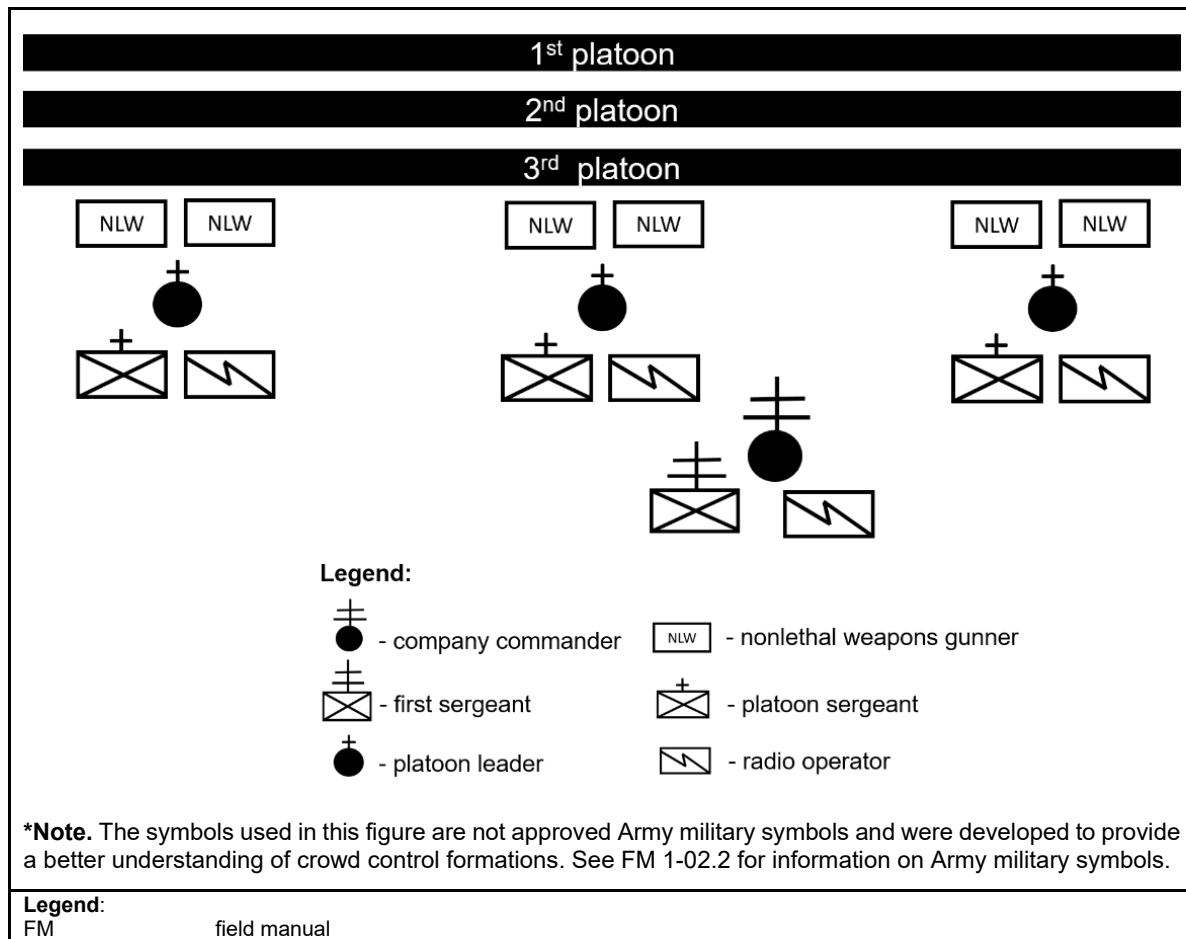 1st platoon
2nd platoon
3rd platoon
NLW NLW NLW NLW NLW NLW
Legend:
- company commander NLW - nonlethal weapons gunner
- first sergeant - platoon sergeant
- platoon leader - radio operator
*Note. The symbols used in this figure are not approved Army military symbols and were developed to provide
a better understanding of crowd control formations. See FM 1-02.2 for information on Army military symbols.
Legend:
FM field manual